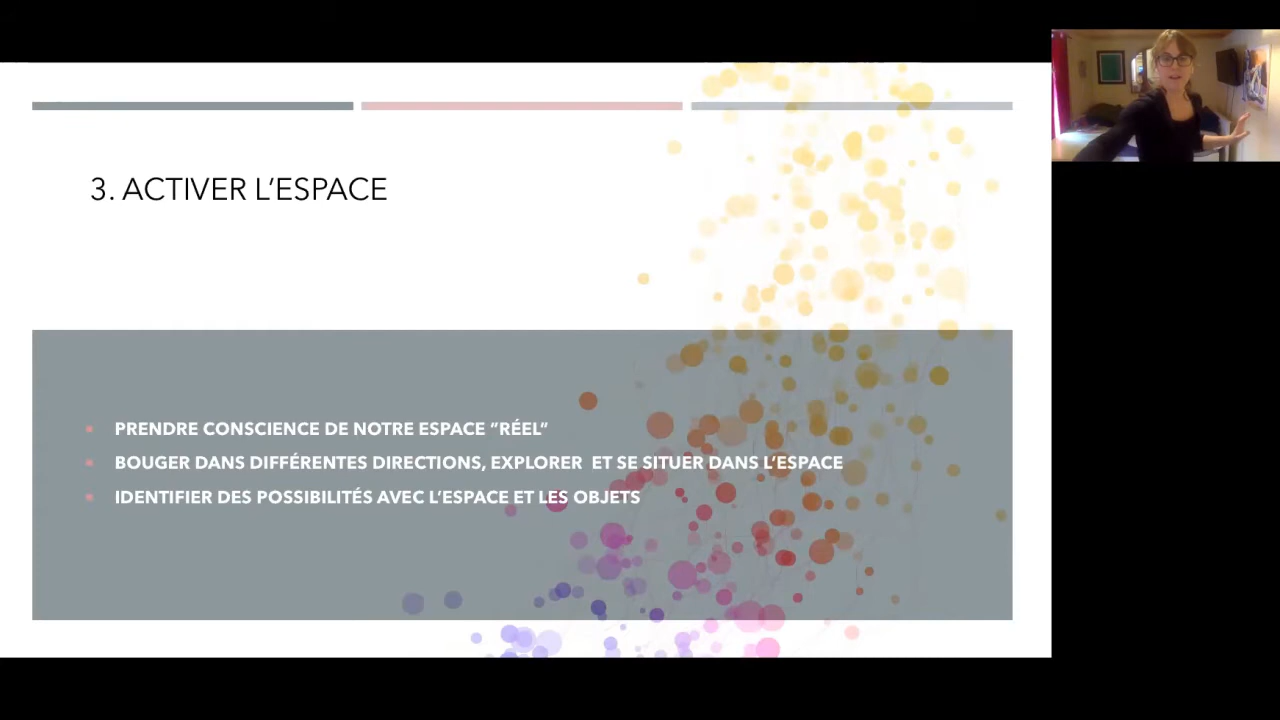 3. ACTIVER L’ESPACE
PRENDRE CONSCIENCE DE NOTRE ESPACE “RÉEL”
BOUGER DANS DIFFÉRENTES DIRECTIONS, EXPLORER ET SE SITUER DANS L’ESPACE
IDENTIFIER DES POSSIBILITÉS AVEC L’ESPACE ET LES OBJETS